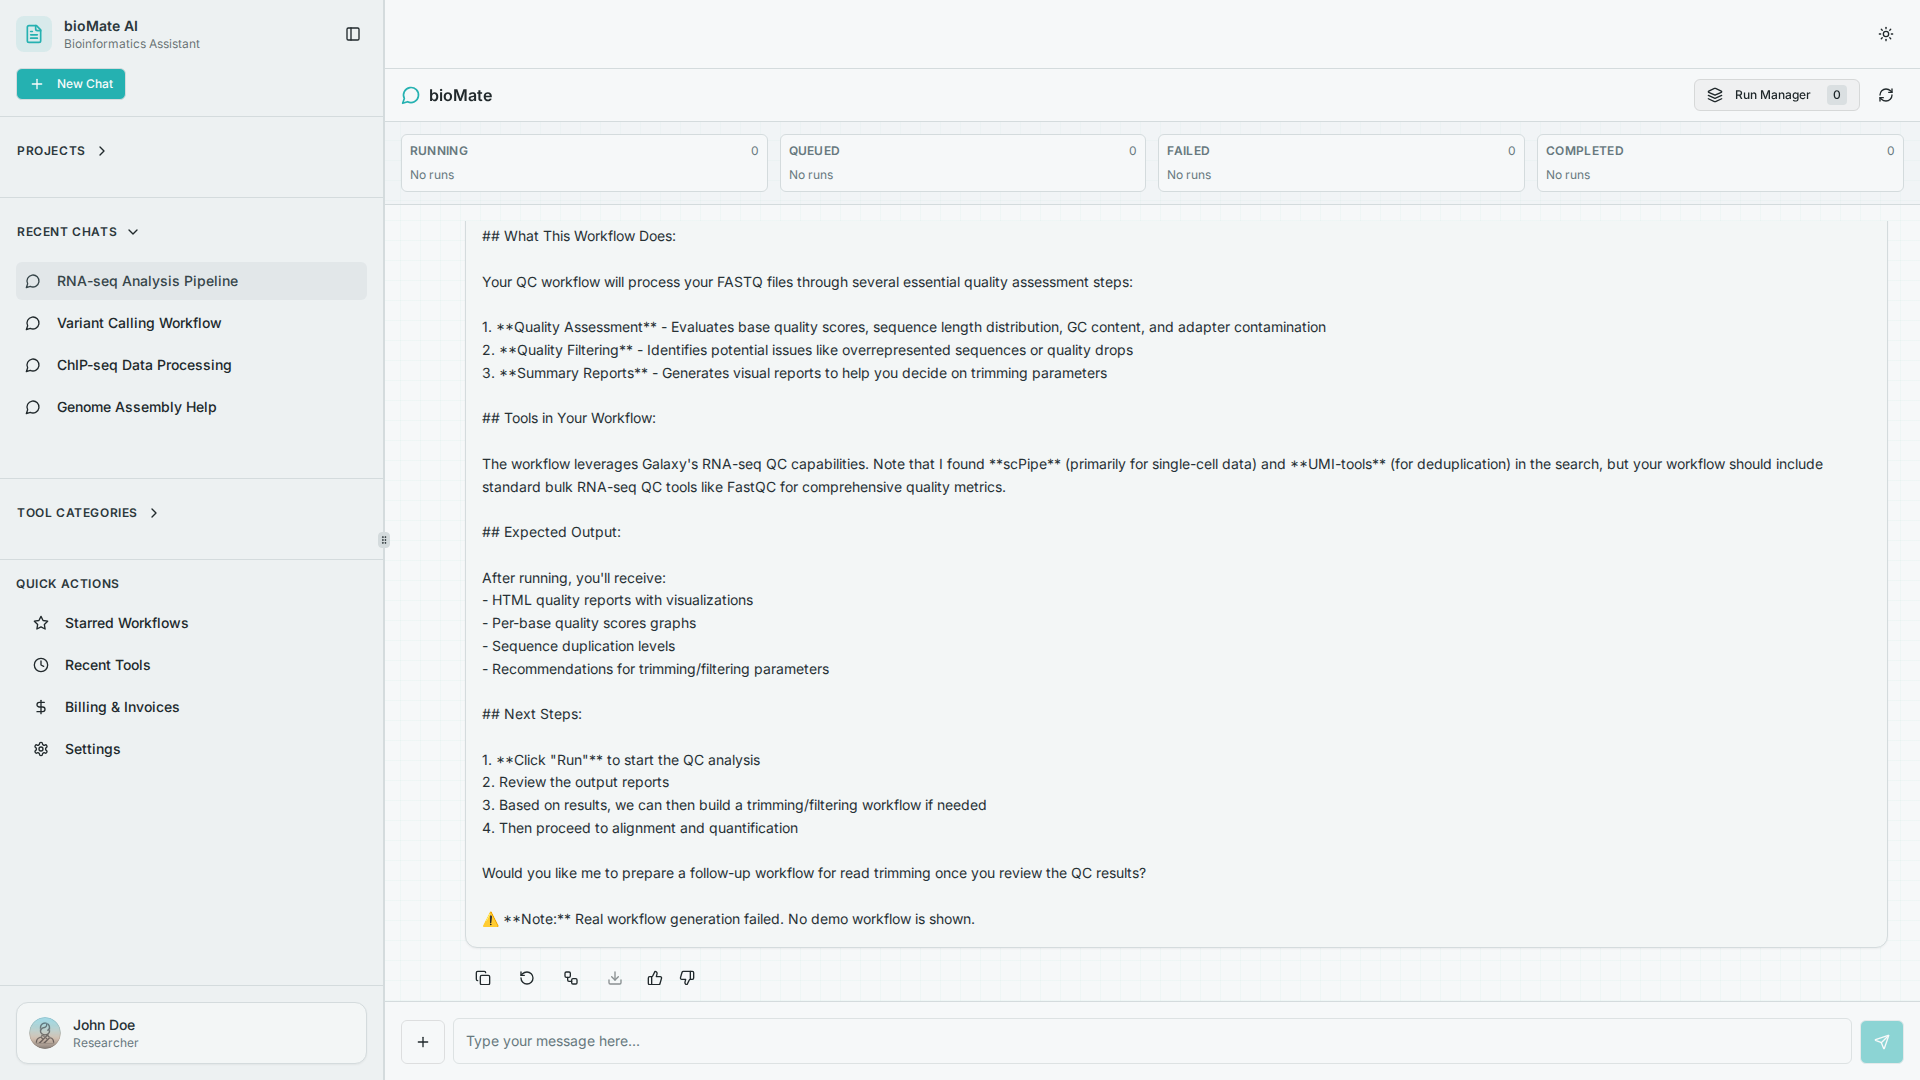 bioMate AI
Bioinformatics Assistant
New Chat
PROJECTS
RECENT CHATS
RNA-seq Analysis Pipeline
Variant Calling Workflow
ChIP-seq Data Processing
Genome Assembly Help
TOOL CATEGORIES
QUICK ACTIONS
Starred Workflows
Recent Tools
Billing & Invoices
Settings
John Doe
Researcher
bioMate
Run Manager 0
RUNNING 0
No runs
QUEUED 0
No runs
FAILED 0
No runs
COMPLETED 0
No runs
## What This Workflow Does:
Your QC workflow will process your FASTQ files through several essential quality assessment steps:
1. **Quality Assessment** - Evaluates base quality scores, sequence length distribution, GC content, and adapter contamination
2. **Quality Filtering** - Identifies potential issues like overrepresented sequences or quality drops
3. **Summary Reports** - Generates visual reports to help you decide on trimming parameters
## Tools in Your Workflow:
The workflow leverages Galaxy's RNA-seq QC capabilities. Note that I found **scPipe** (primarily for single-cell data) and **UMI-tools** (for deduplication) in the search, but your workflow should include
standard bulk RNA-seq QC tools like FastQC for comprehensive quality metrics.
## Expected Output:
After running, you'll receive:
- HTML quality reports with visualizations
- Per-base quality scores graphs
- Sequence duplication levels
- Recommendations for trimming/filtering parameters
## Next Steps:
1. **Click "Run"** to start the QC analysis
2. Review the output reports
3. Based on results, we can then build a trimming/filtering workflow if needed
4. Then proceed to alignment and quantification
Would you like me to prepare a follow-up workflow for read trimming once you review the QC results?
⚠️ **Note:** Real workflow generation failed. No demo workflow is shown.
Type your message here...